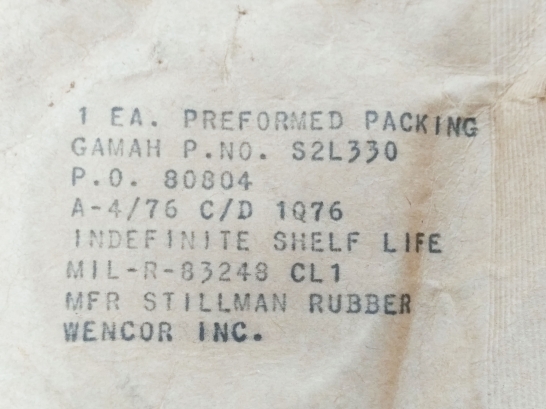 1 EA. PREFORMED PACKING
GAMAH P.NO. S2L330
P.O. 80804
A-4/76 C/D 1Q76
INDEFINITE SHELF LIFE
MIL-R-83248 CL1
MFR STILLMAN RUBBER
WENCOR INC.